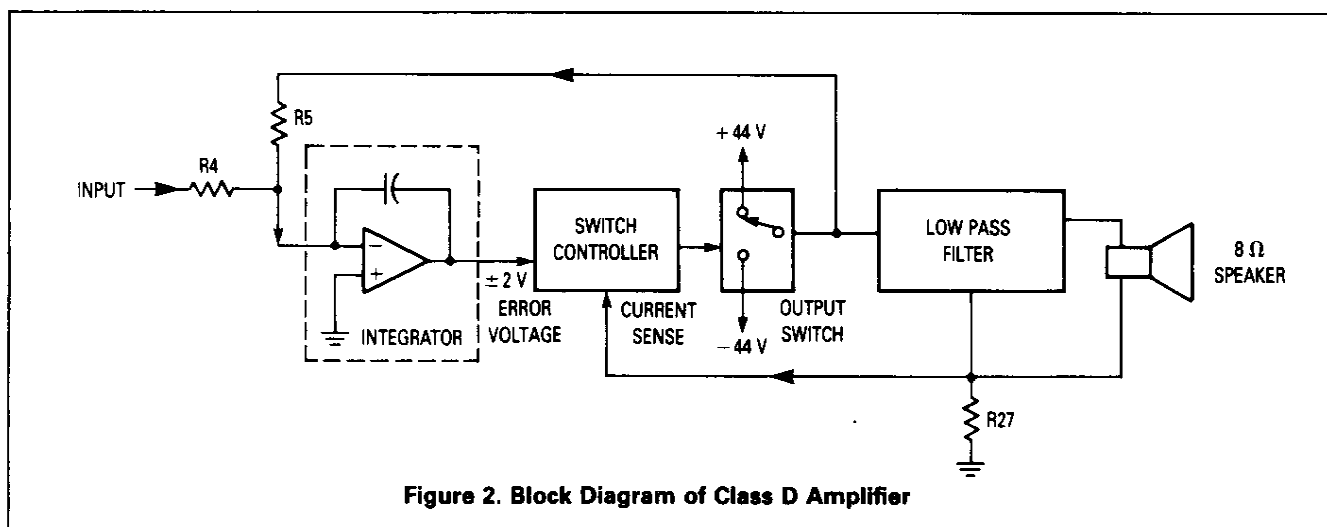 R5
+44 V
R4
INPUT
−
+
± 2 V
ERROR
VOLTAGE
INTEGRATOR
SWITCH
CONTROLLER
CURRENT
SENSE
OUTPUT
SWITCH
−44 V
LOW PASS
FILTER
8 Ω
SPEAKER
R27
Figure 2. Block Diagram of Class D Amplifier